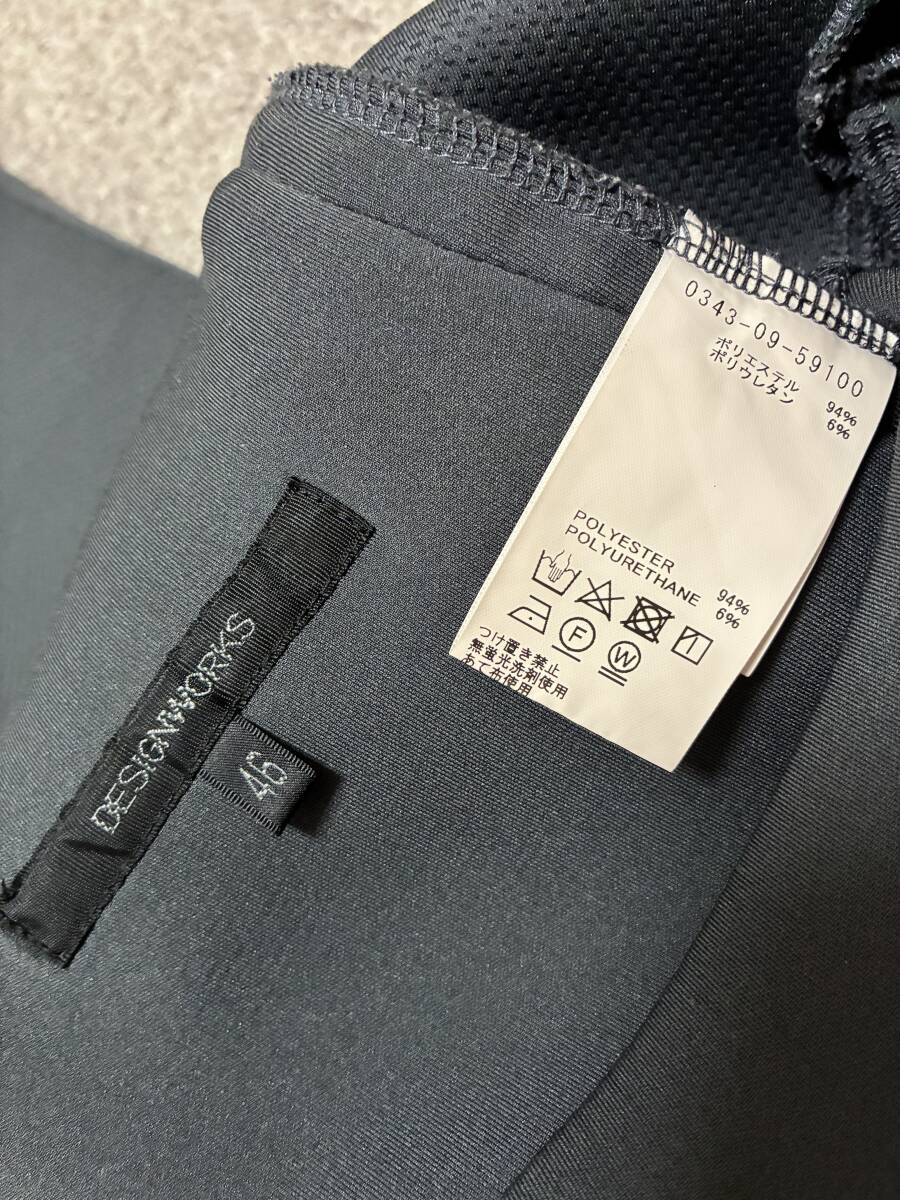 0343-09-59100
ポリエステル 94%
ポリウレタン 6%
POLYESTER 94%
POLYURETHANE 6%
F
W
つけ置き禁止
無蛍光洗剤使用
あて布使用
DESIGNWORKS
46